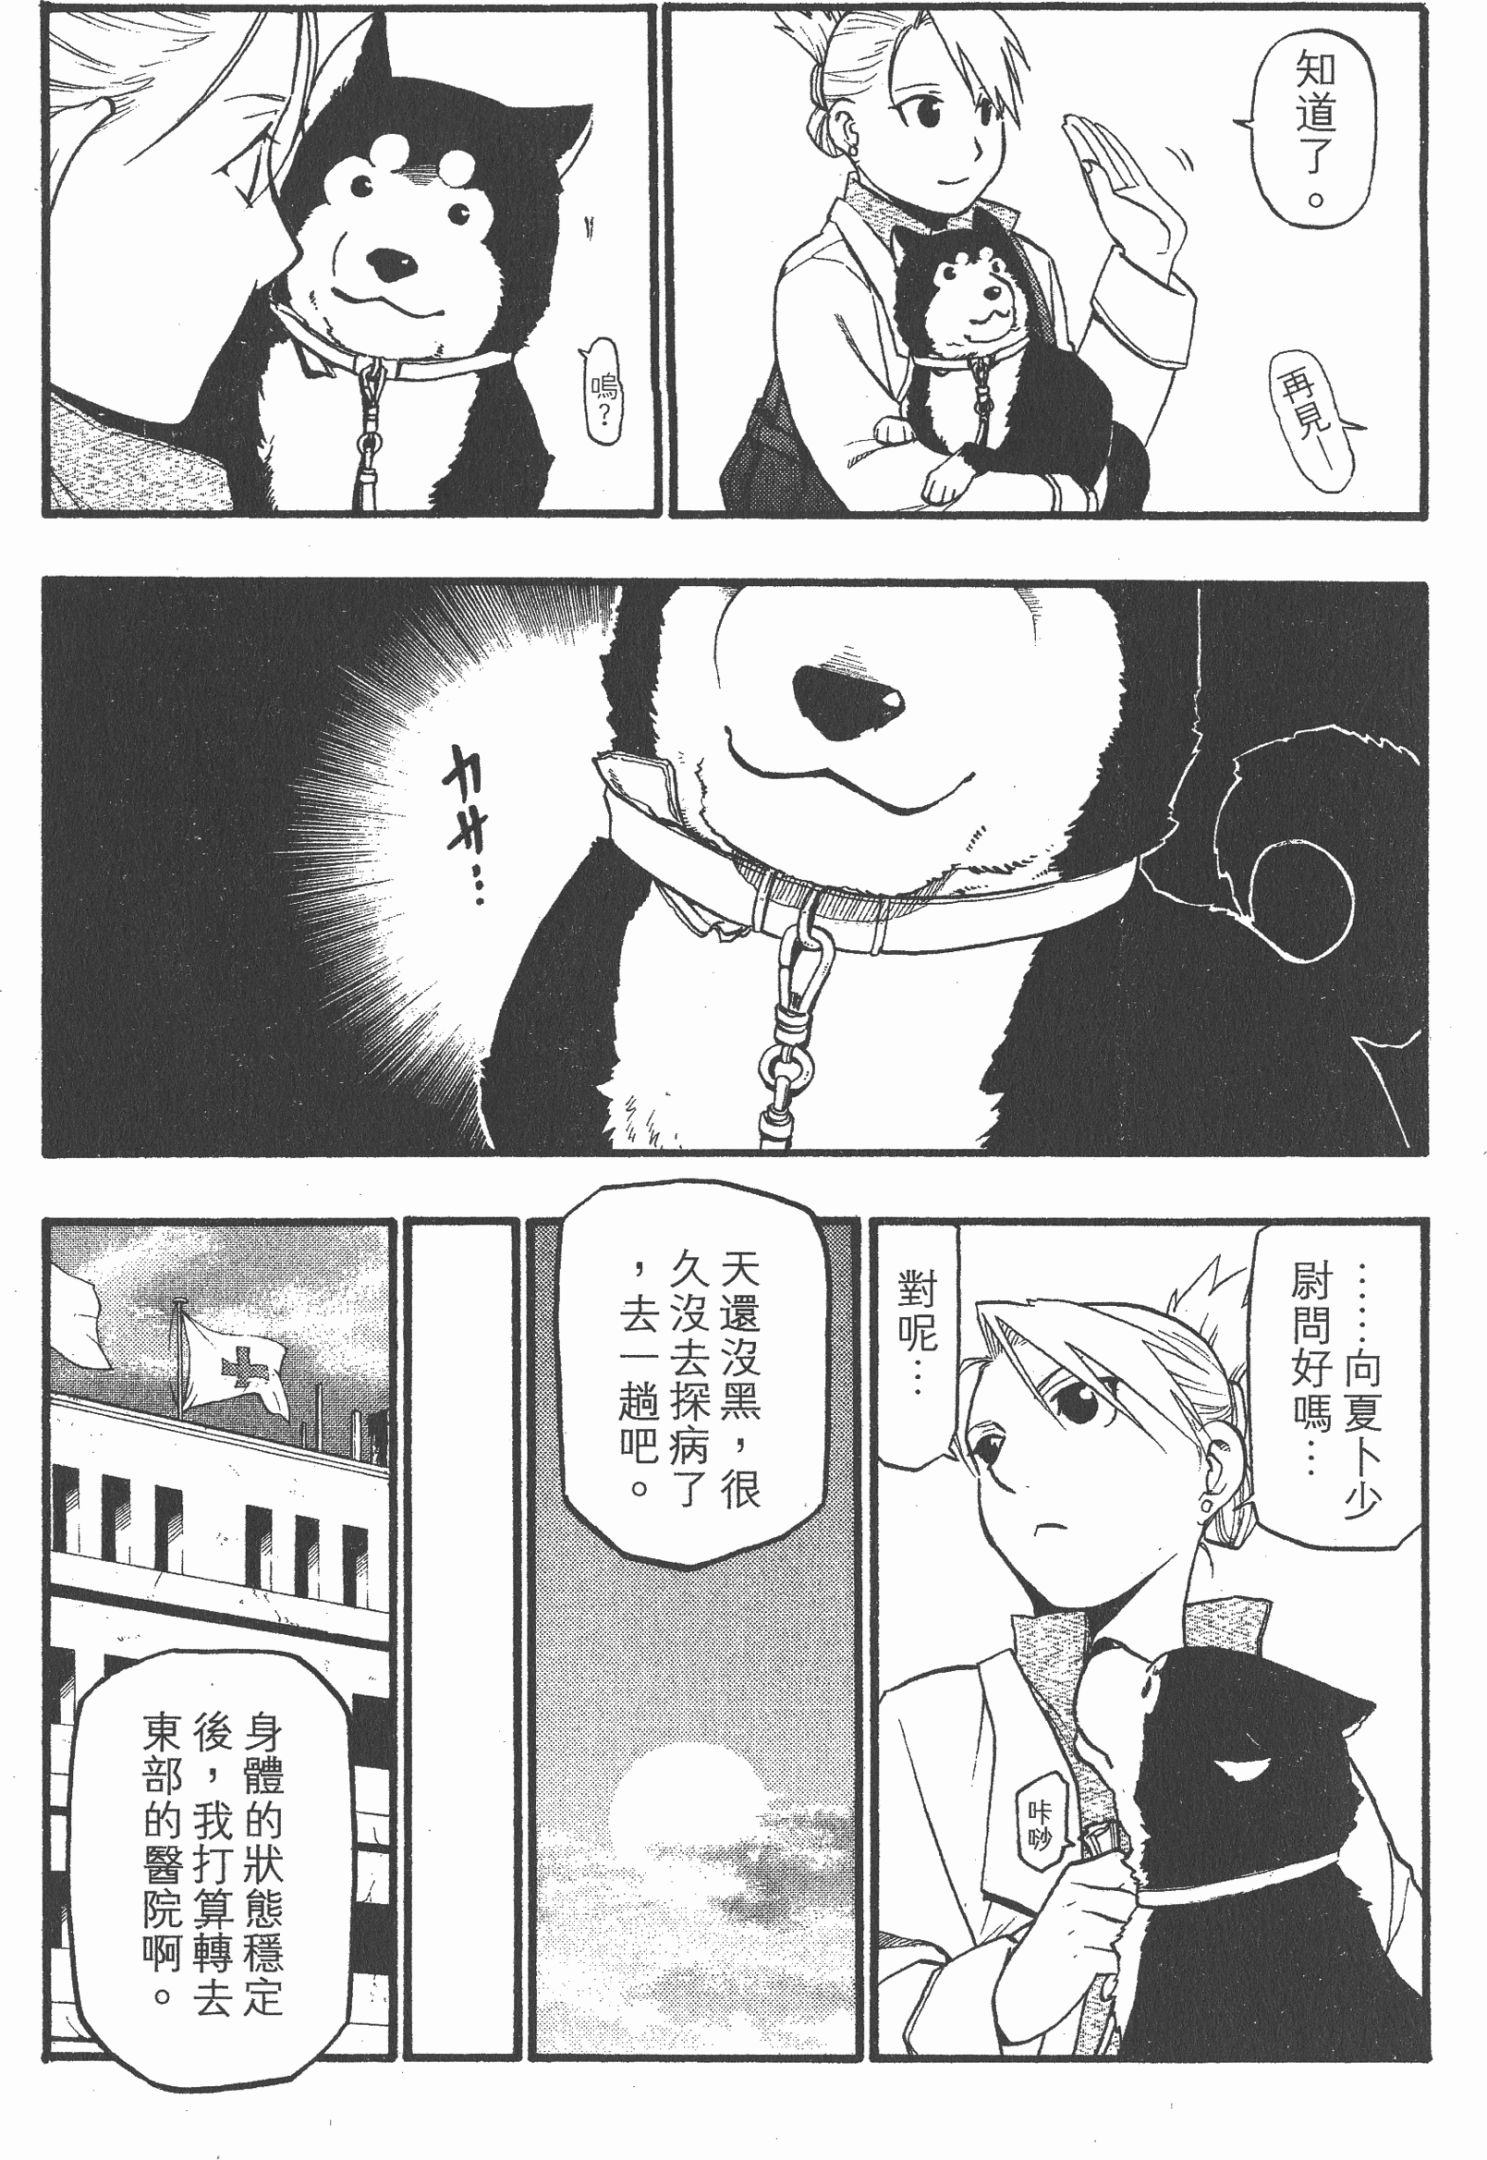 知道了。
再見—
嗚？
カサ…
……向夏卜少
尉問好嗎…
對呢…
咔唦
天還沒黑，很
久沒去探病了
，去一趟吧。
身體的狀態穩定
後，我打算轉去
東部的醫院啊。